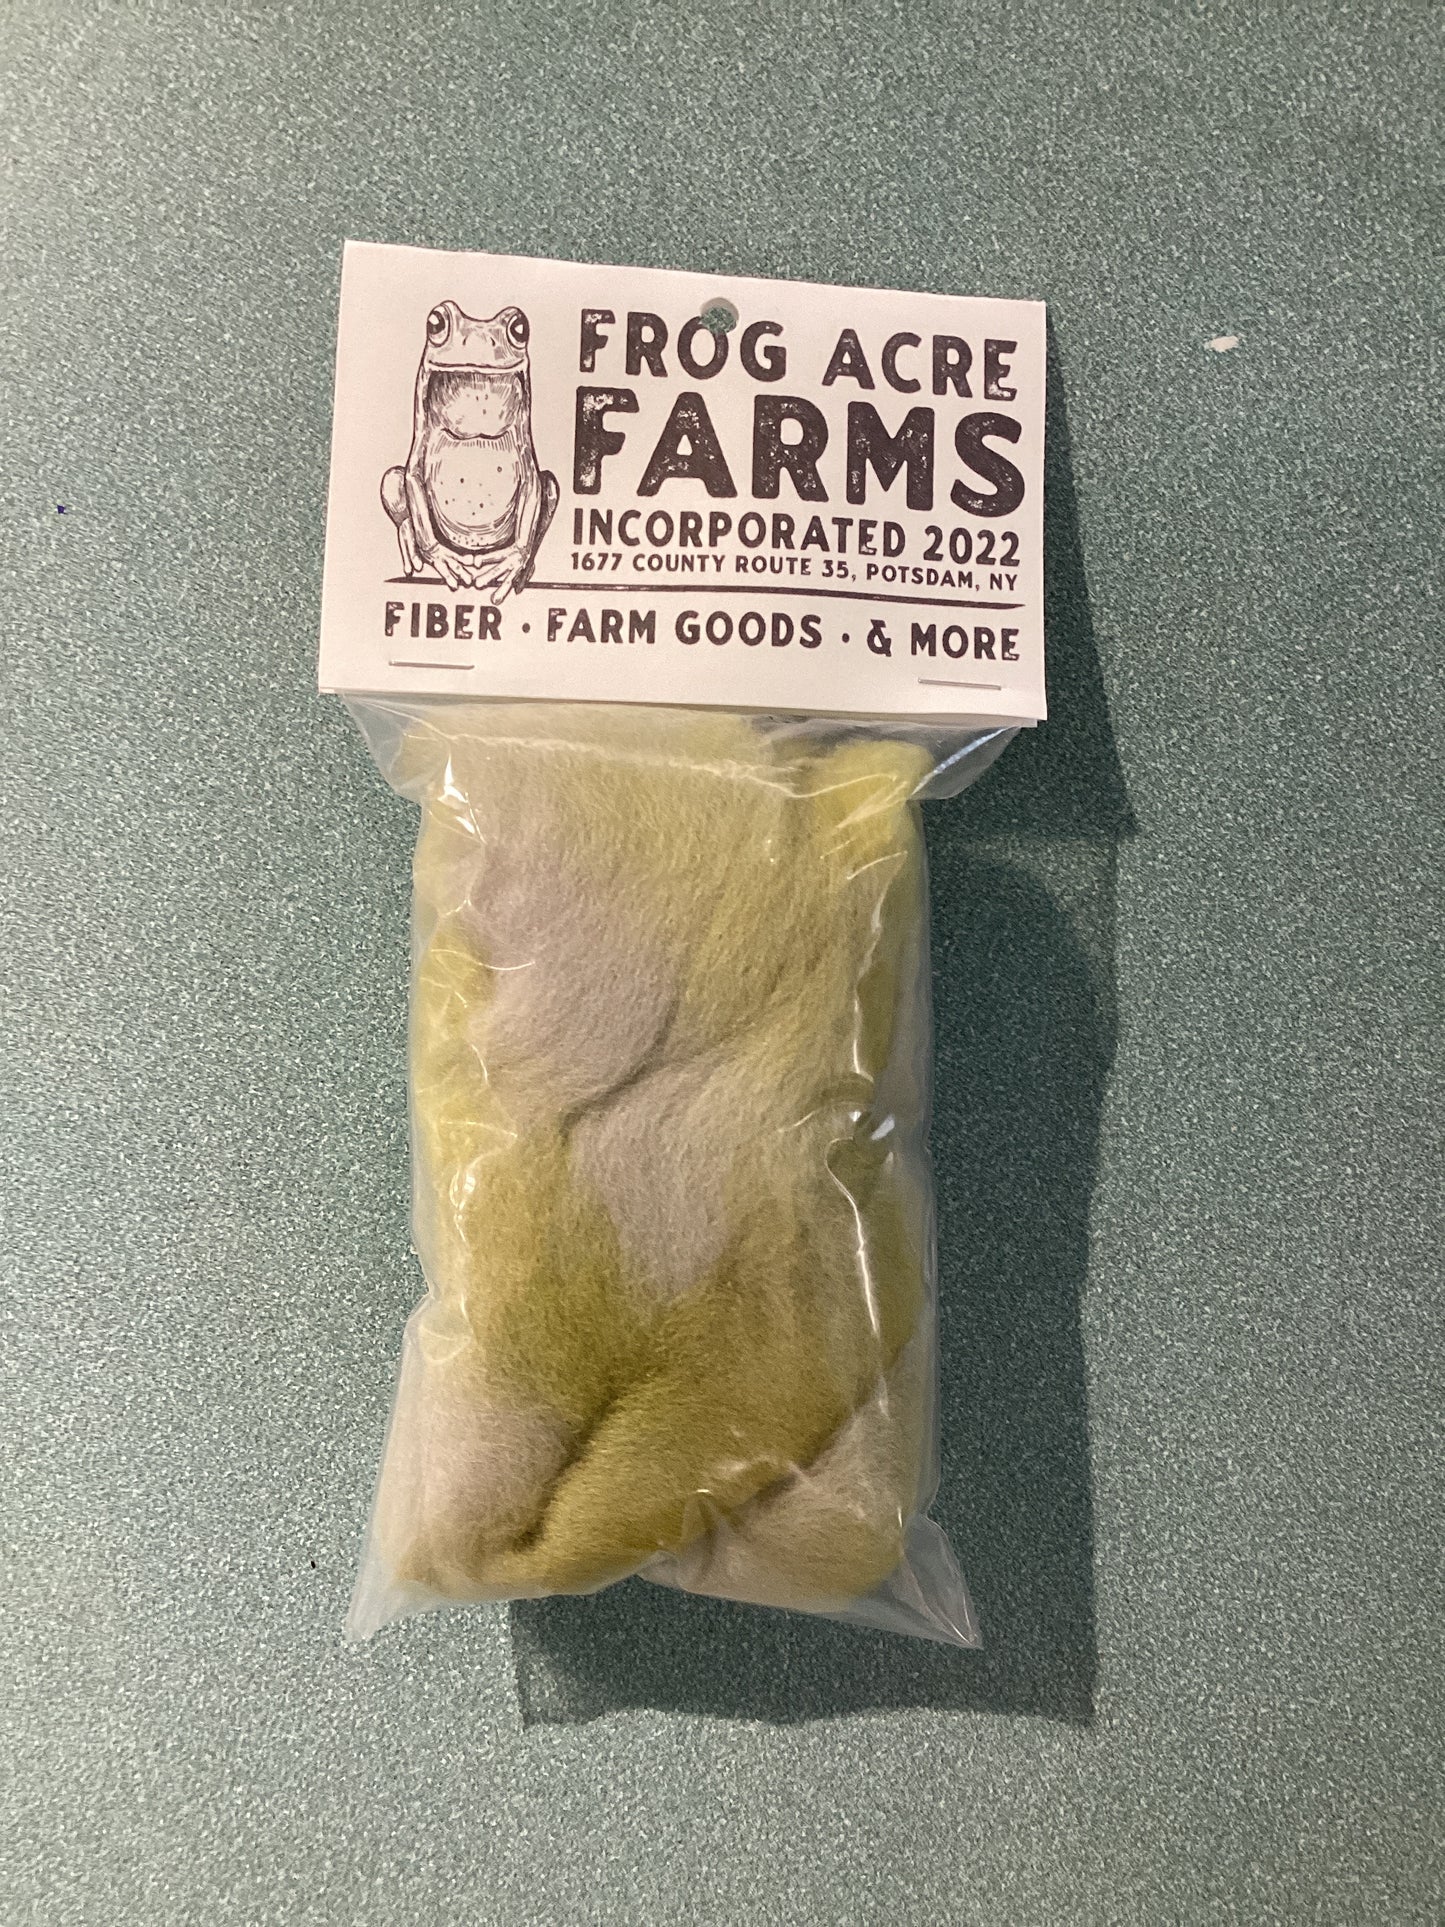 FROG ACRE
FARMS
INCORPORATED 2022
1677 COUNTY ROUTE 35, POTSDAM, NY
FIBER · FARM GOODS · & MORE